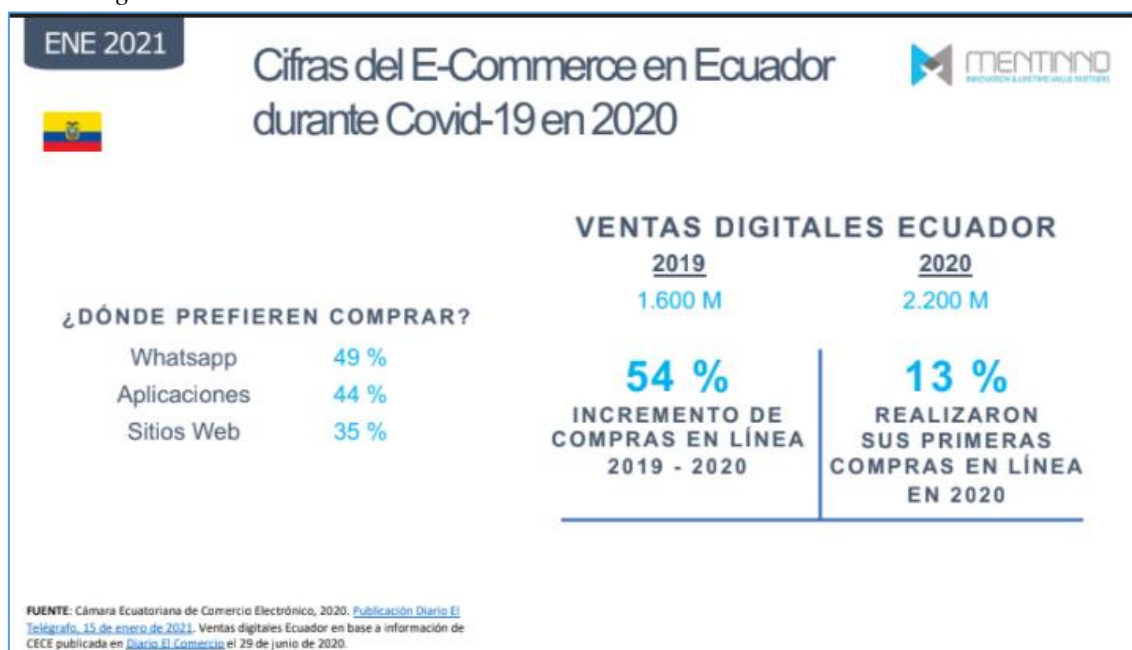 ENE 2021
Cifras del E-Commerce en Ecuador
durante Covid-19 en 2020
MENTINNO
¿DÓNDE PREFIEREN COMPRAR?
Whatsapp 49 %
Aplicaciones 44 %
Sitios Web 35 %
VENTAS DIGITALES ECUADOR
2019 2020
1.600 M 2.200 M
54 %
INCREMENTO DE
COMPRAS EN LÍNEA
2019 - 2020
13 %
REALIZARON
SUS PRIMERAS
COMPRAS EN LÍNEA
EN 2020
FUENTE: Cámara Ecuatoriana de Comercio Electrónico, 2020. Publicación Diario El
Telégrafo, 15 de enero de 2021. Ventas digitales Ecuador en base a información de
CECE publicada en Diario El Comercio el 29 de junio de 2020.